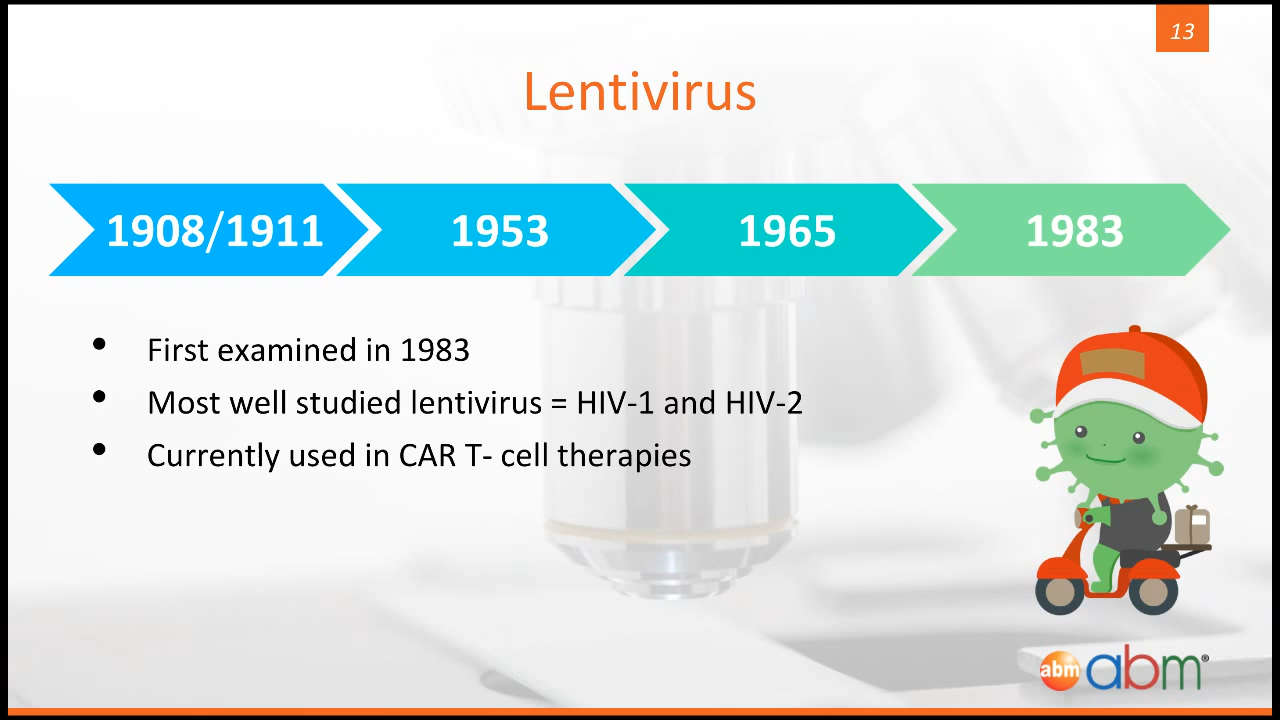 13
Lentivirus
1908/1911 1953 1965 1983
• First examined in 1983
• Most well studied lentivirus = HIV-1 and HIV-2
• Currently used in CAR T- cell therapies
abm abm®